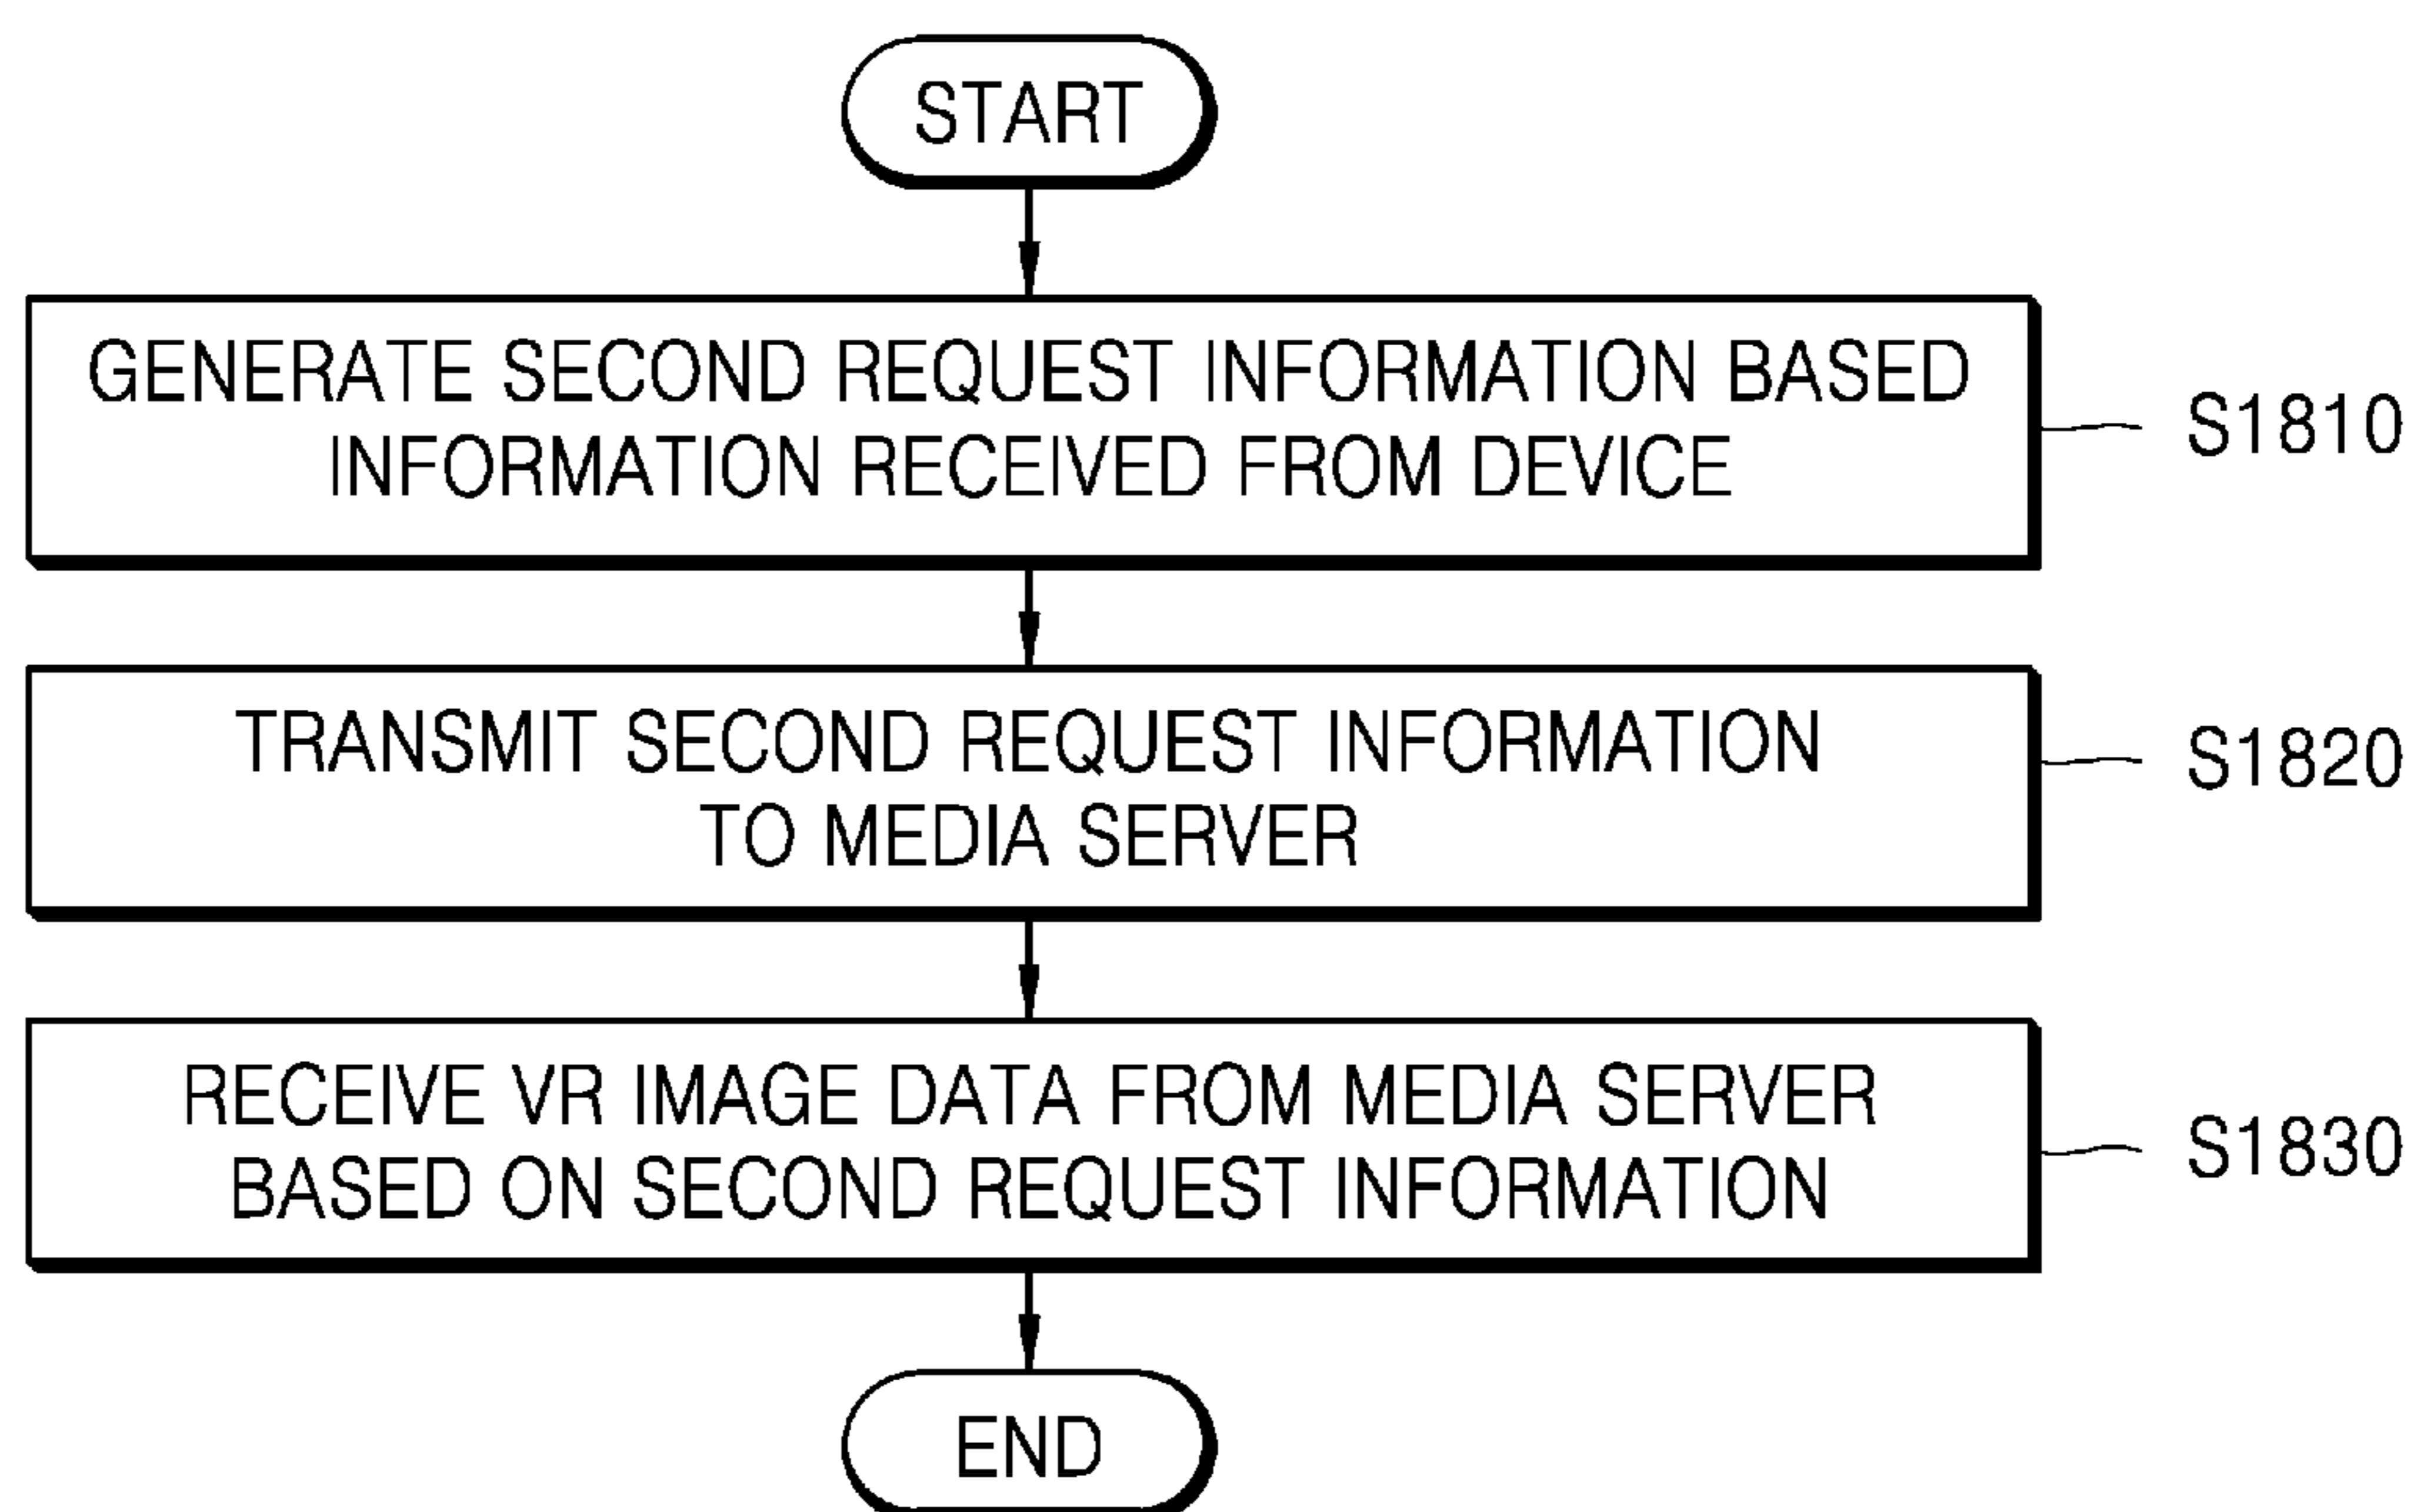 START
GENERATE SECOND REQUEST INFORMATION BASED
INFORMATION RECEIVED FROM DEVICE
S1810
TRANSMIT SECOND REQUEST INFORMATION
TO MEDIA SERVER
S1820
RECEIVE VR IMAGE DATA FROM MEDIA SERVER
BASED ON SECOND REQUEST INFORMATION
S1830
END